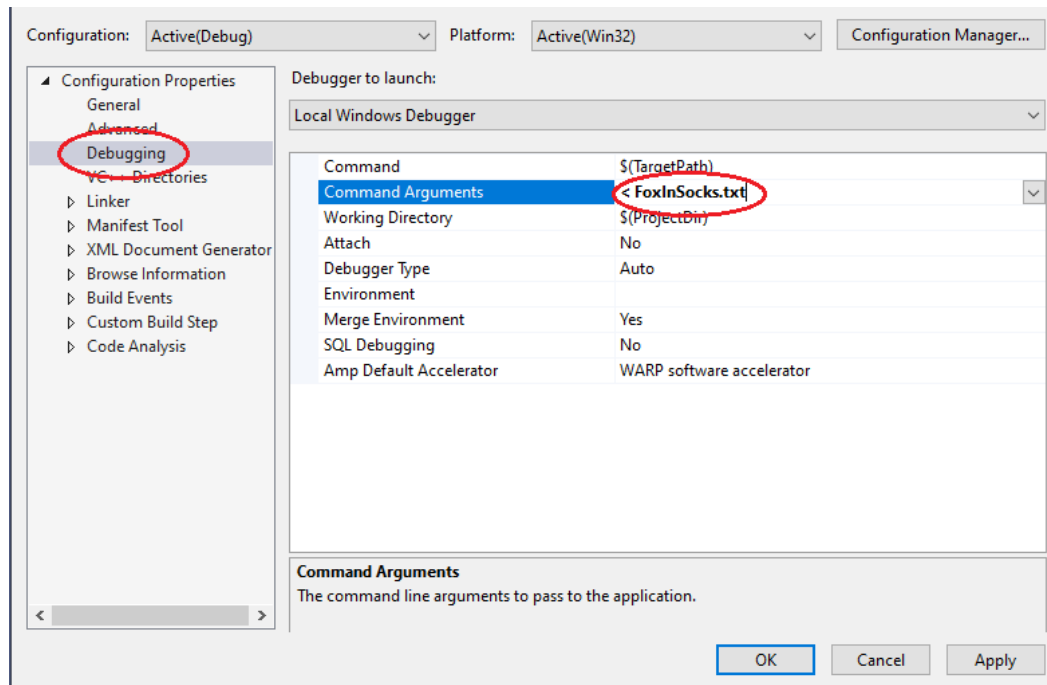 Configuration: Active(Debug) Platform: Active(Win32) Configuration Manager...
Configuration Properties
General
Advanced
Debugging
VC++ Directories
Linker
Manifest Tool
XML Document Generator
Browse Information
Build Events
Custom Build Step
Code Analysis
Debugger to launch:
Local Windows Debugger
Command $(TargetPath)
Command Arguments < FoxInSocks.txt
Working Directory $(ProjectDir)
Attach No
Debugger Type Auto
Environment
Merge Environment Yes
SQL Debugging No
Amp Default Accelerator WARP software accelerator
Command Arguments
The command line arguments to pass to the application.
OK Cancel Apply